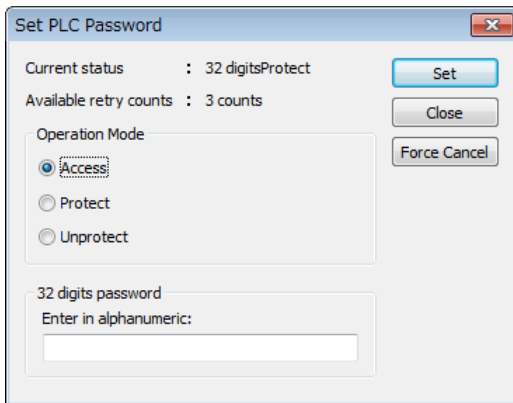 Set PLC Password
Current status : 32 digitsProtect
Set
Available retry counts : 3 counts
Close
Operation Mode
Force Cancel
Access
Protect
Unprotect
32 digits password
Enter in alphanumeric: